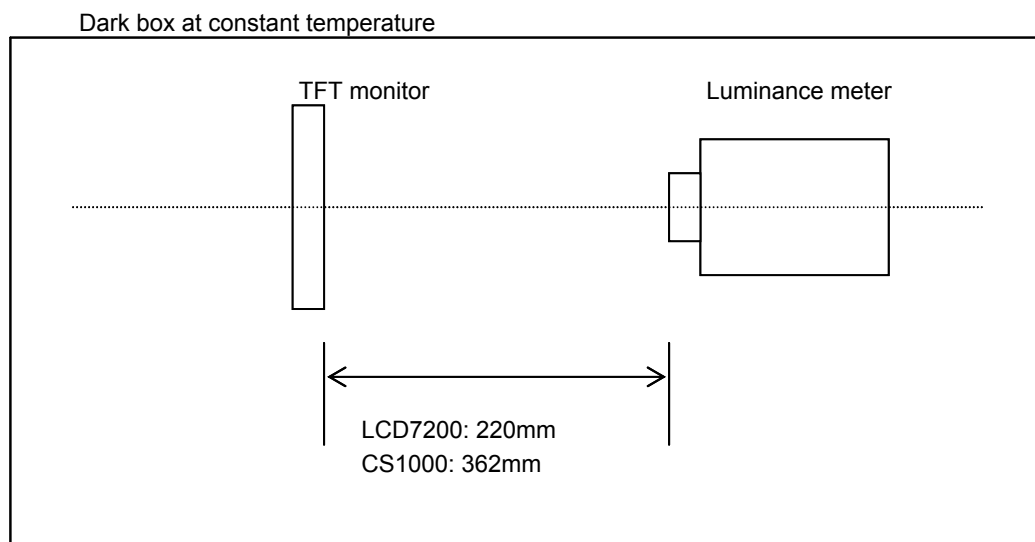 Dark box at constant temperature
TFT monitor
Luminance meter
LCD7200: 220mm
CS1000: 362mm